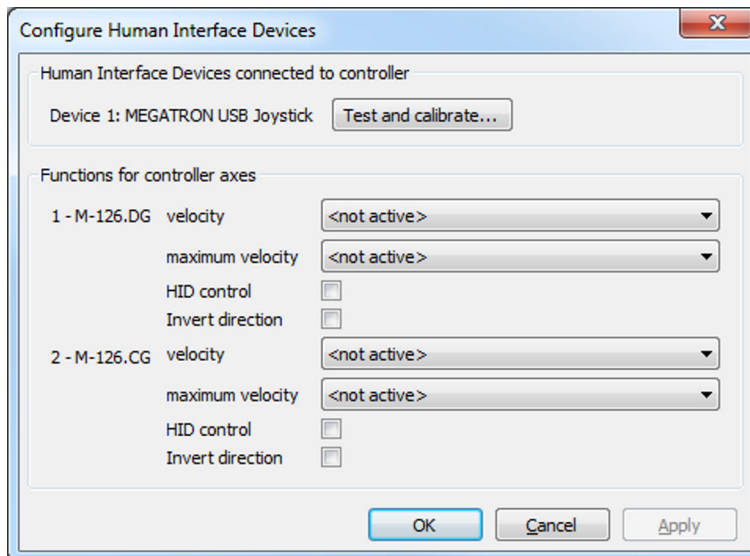 Configure Human Interface Devices
Human Interface Devices connected to controller
Device 1: MEGATRON USB Joystick Test and calibrate...
Functions for controller axes
1 - M-126.DG velocity <not active>
maximum velocity <not active>
HID control
Invert direction
2 - M-126.CG velocity <not active>
maximum velocity <not active>
HID control
Invert direction
OK Cancel Apply